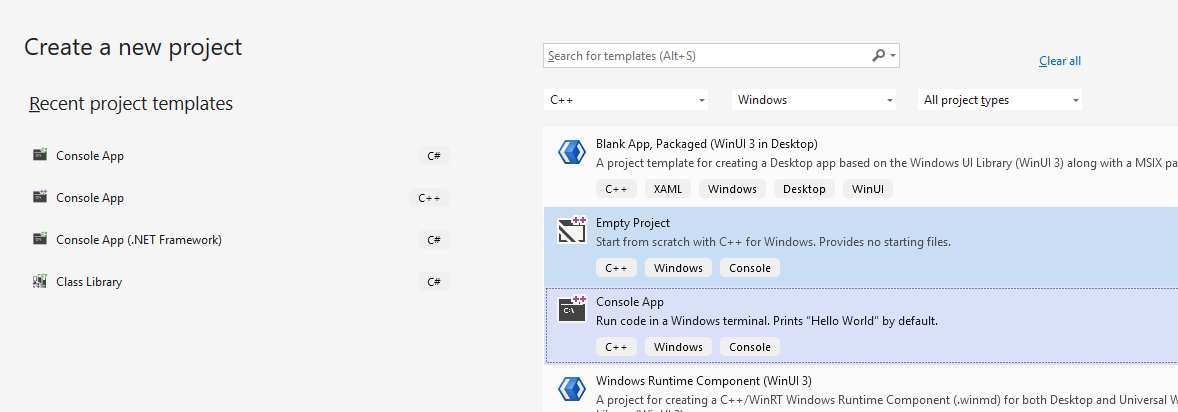 Create a new project
Recent project templates
Console App C#
Console App C++
Console App (.NET Framework) C#
Class Library C#
Search for templates (Alt+S)
Clear all
C++ Windows All project types
Blank App, Packaged (WinUI 3 in Desktop)
A project template for creating a Desktop app based on the Windows UI Library (WinUI 3) along with a MSIX pa
C++ XAML Windows Desktop WinUI
Empty Project
Start from scratch with C++ for Windows. Provides no starting files.
C++ Windows Console
C:\
Console App
Run code in a Windows terminal. Prints "Hello World" by default.
C++ Windows Console
Windows Runtime Component (WinUI 3)
A project for creating a C++/WinRT Windows Runtime Component (.winmd) for both Desktop and Universal W